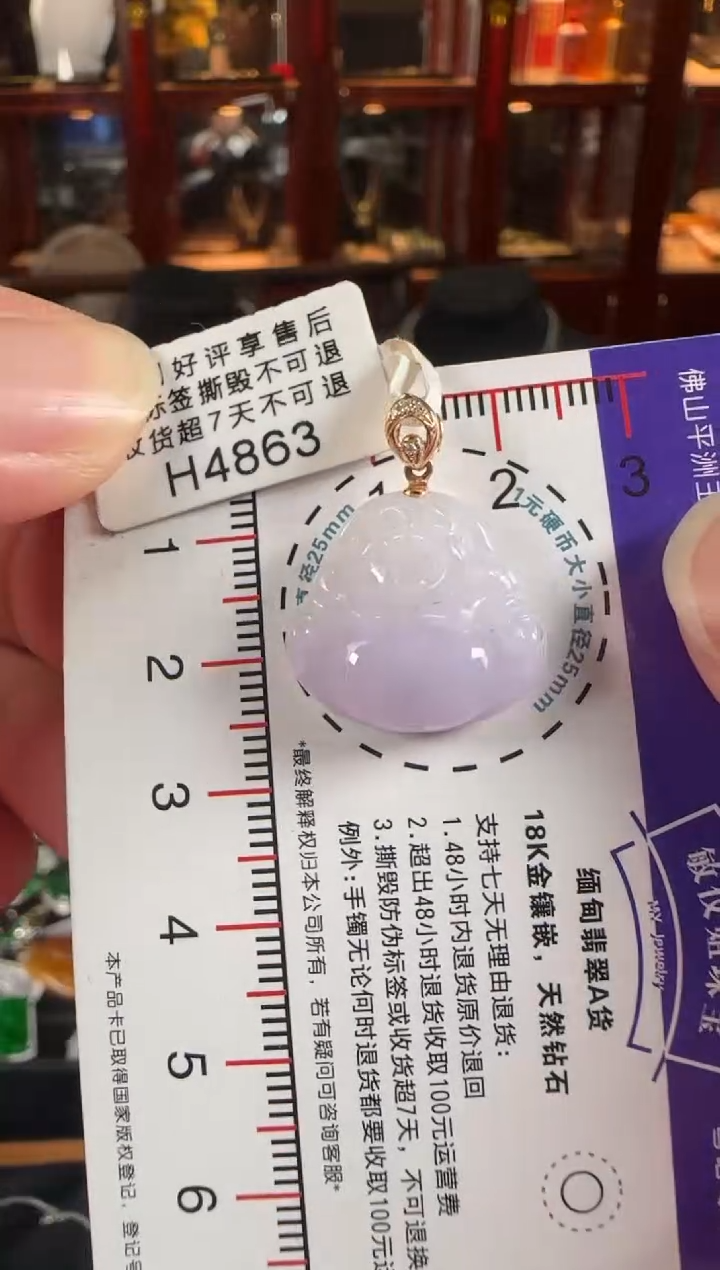 好评享售后
标签撕毁不可退
收货超7天不可退
H4863
1
2
3
1元硬币大小直径25mm
直径25mm
1
2
3
4
5
6
佛山平洲玉
MX Jewelry
缅甸翡翠A货
18K金镶嵌，天然钻石
支持七天无理由退货：
1.48小时内退货原价退回
2.超出48小时退货收取100元运营费
3.撕毁防伪标签或收货超7天，不可退换
例外：手镯无论何时退货都要收取100元运
*最终解释权归本公司所有，若有疑问可咨询客服*
本产品卡已取得国家版权登记，登记号